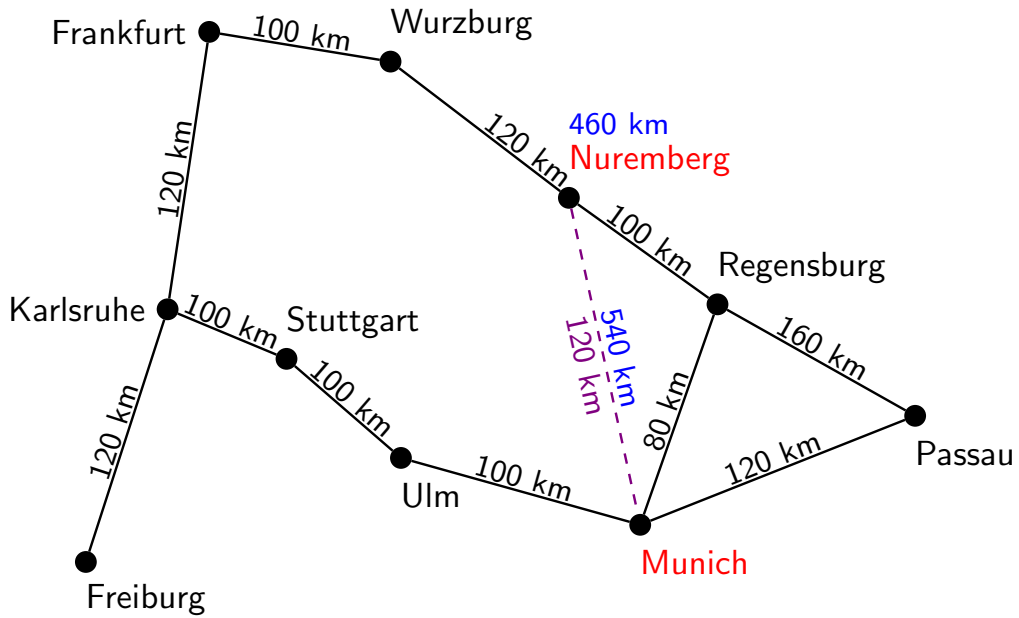 Wurzburg
Frankfurt
100 km
120 km
460 km
Nuremberg
120 km
100 km
Regensburg
Karlsruhe
100 km
Stuttgart
540 km
120 km
160 km
100 km
80 km
120 km
120 km
Passau
100 km
Ulm
Munich
Freiburg